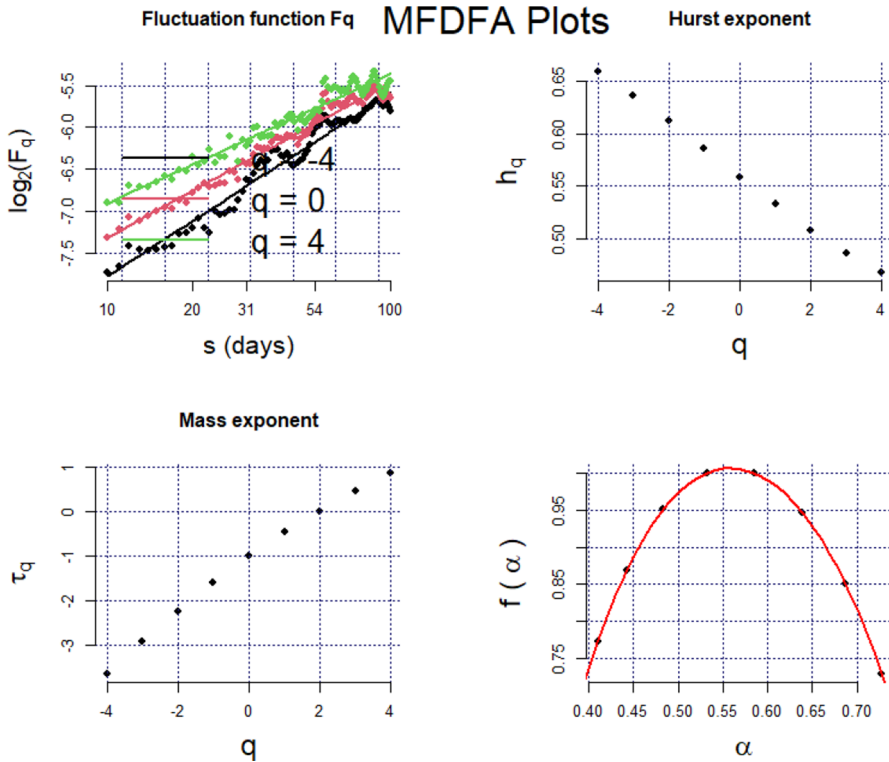 MFDFA Plots
Fluctuation function Fq
log2(Fq)
-5.5
-6.0
-6.5
-7.0
-7.5
q = -4
q = 0
q = 4
10 20 31 54 100
s (days)
Hurst exponent
hq
0.65
0.60
0.55
0.50
-4 -2 0 2 4
q
Mass exponent
τq
1
0
-1
-2
-3
-4 -2 0 2 4
q
f ( α )
0.95
0.85
0.75
0.40 0.45 0.50 0.55 0.60 0.65 0.70
α